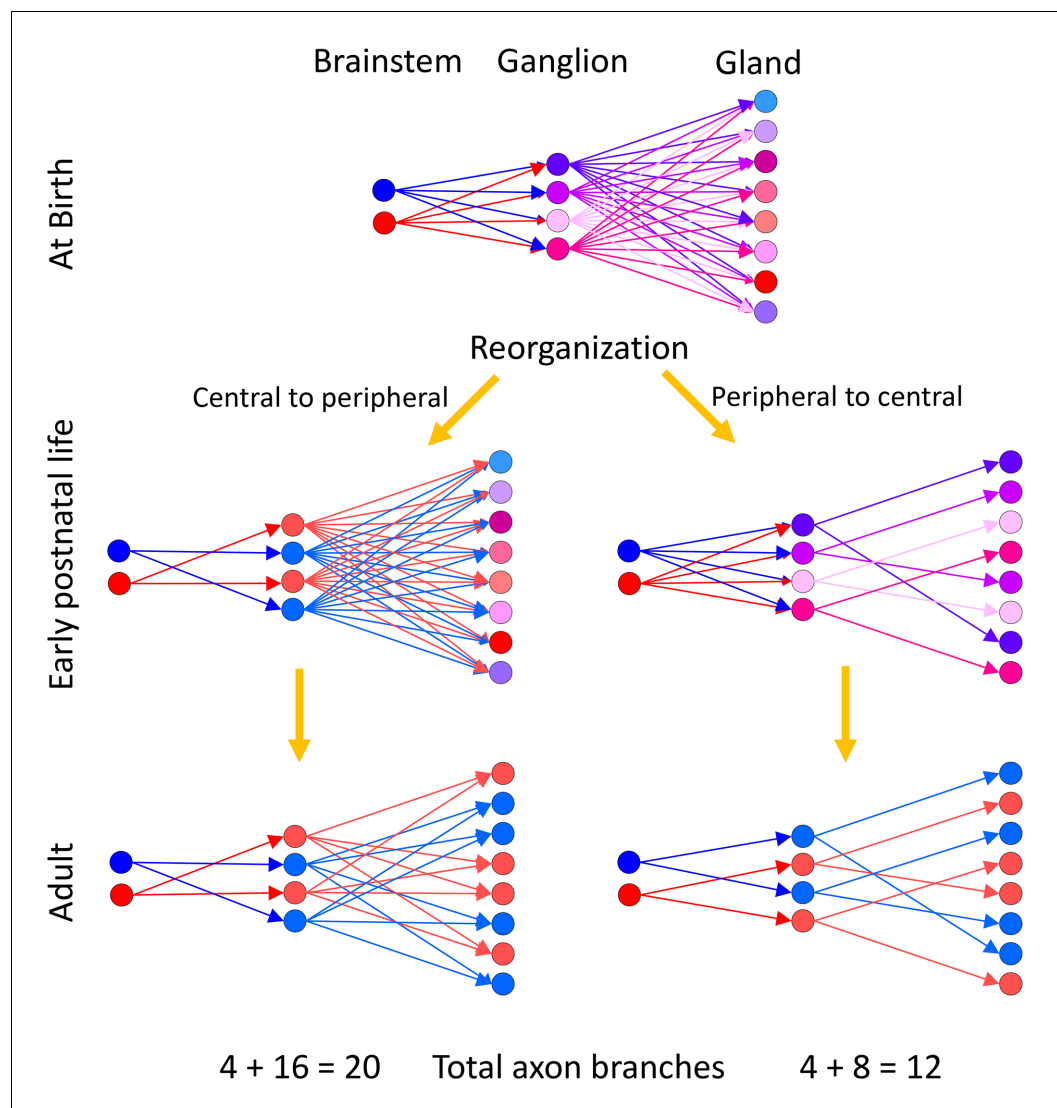 Brainstem Ganglion Gland
At Birth
Reorganization
Central to peripheral Peripheral to central
Early postnatal life
Adult
4 + 16 = 20 Total axon branches 4 + 8 = 12